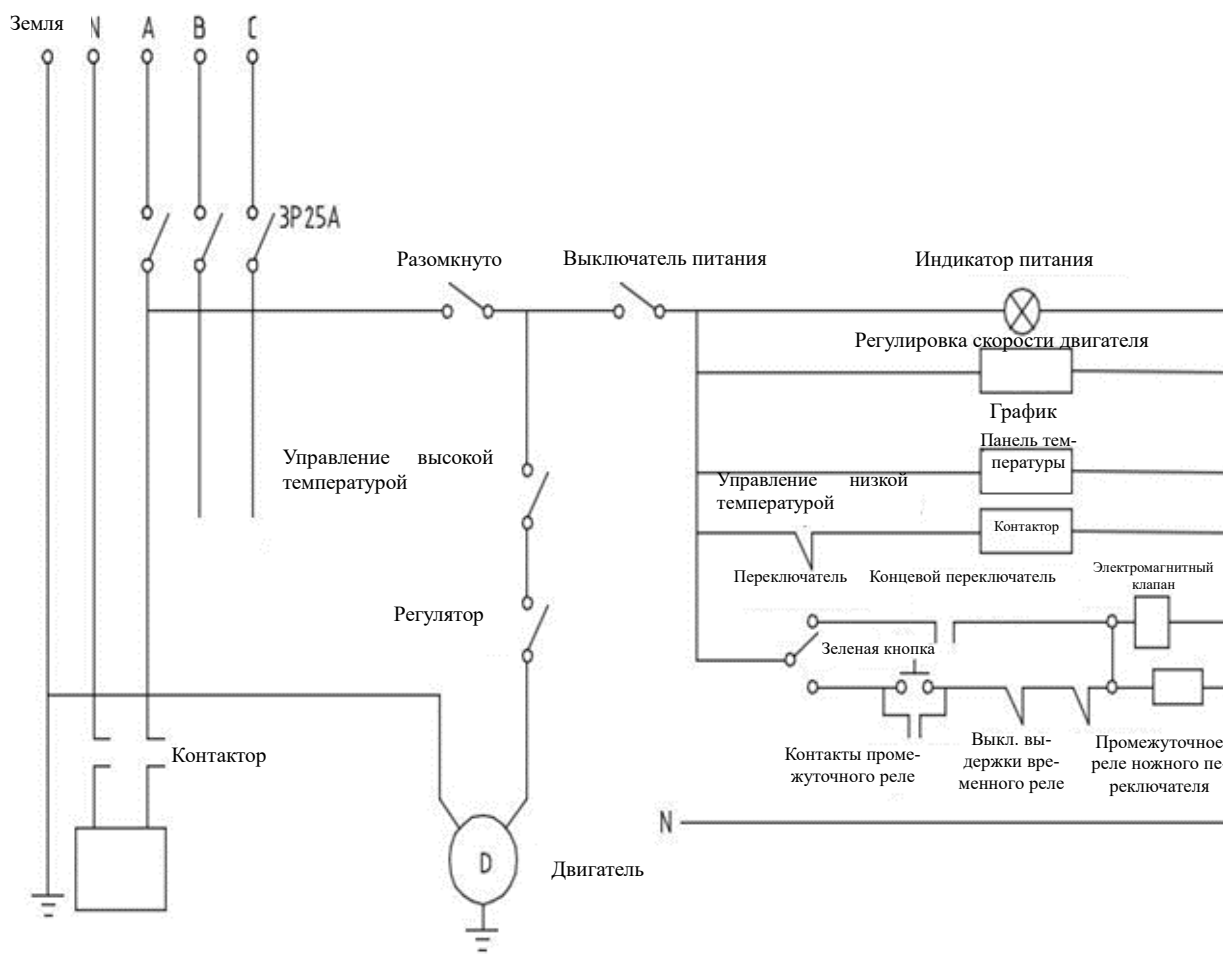 Земля
N A B C
3P25A
Разомкнуто
Выключатель питания
Индикатор питания
Регулировка скорости двигателя
График
Управление высокой
температурой
Панель тем-
пературы
Управление низкой
температурой
Контактор
Переключатель
Концевой переключатель
Электромагнитный
клапан
Регулятор
Зеленая кнопка
Контактор
Контакты проме-
жуточного реле
Выкл. вы-
держки вре-
менного реле
Промежуточное
реле ножного пе-
реключателя
N
D
Двигатель